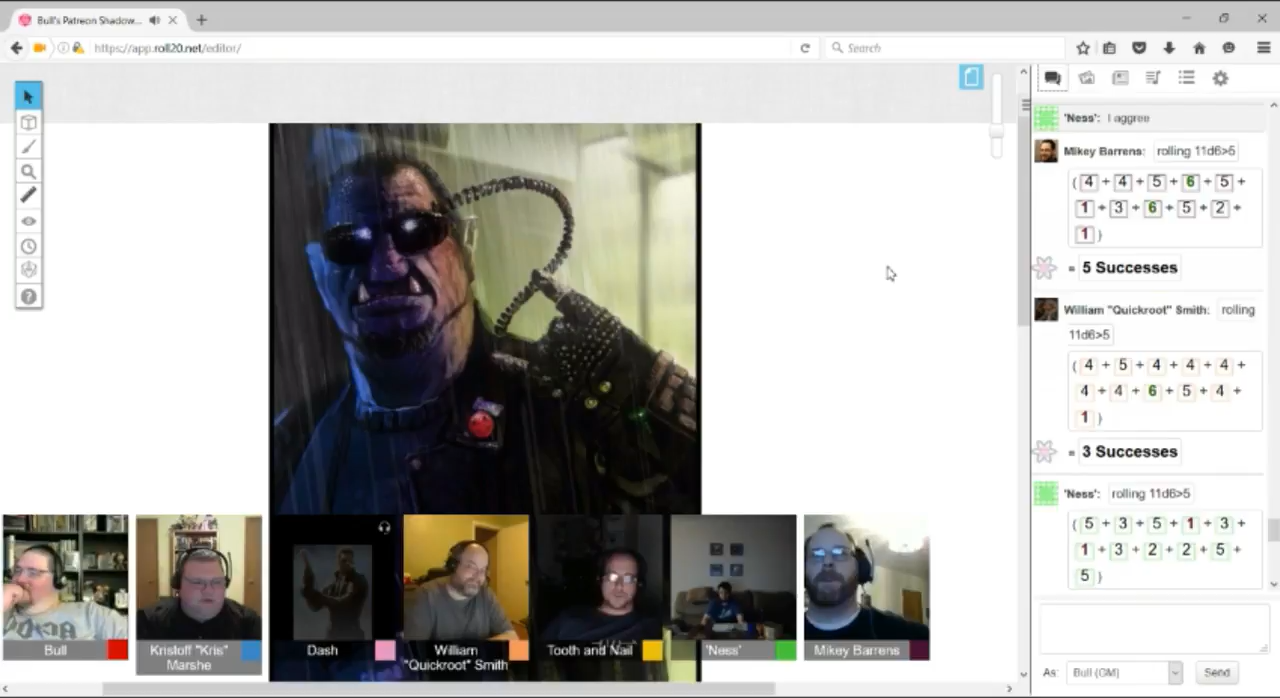 Bull's Patreon Shadow...
https://app.roll20.net/editor/
Search
'Ness': I aggree
Mikey Barrens: rolling 11d6>5
(4+4+5+6+5+
1+3+6+5+2+
1)
= 5 Successes
William "Quickroot" Smith: rolling
11d6>5
(4+5+4+4+4+
4+4+6+5+4+
1)
= 3 Successes
'Ness': rolling 11d6>5
(5+3+5+1+3+
1+3+2+2+5+
5)
Bull
Kristoff "Kris"
Marshe
Dash
William
"Quickroot" Smith
Tooth and Nail
'Ness'
Mikey Barrens
As: Bull (GM) Send